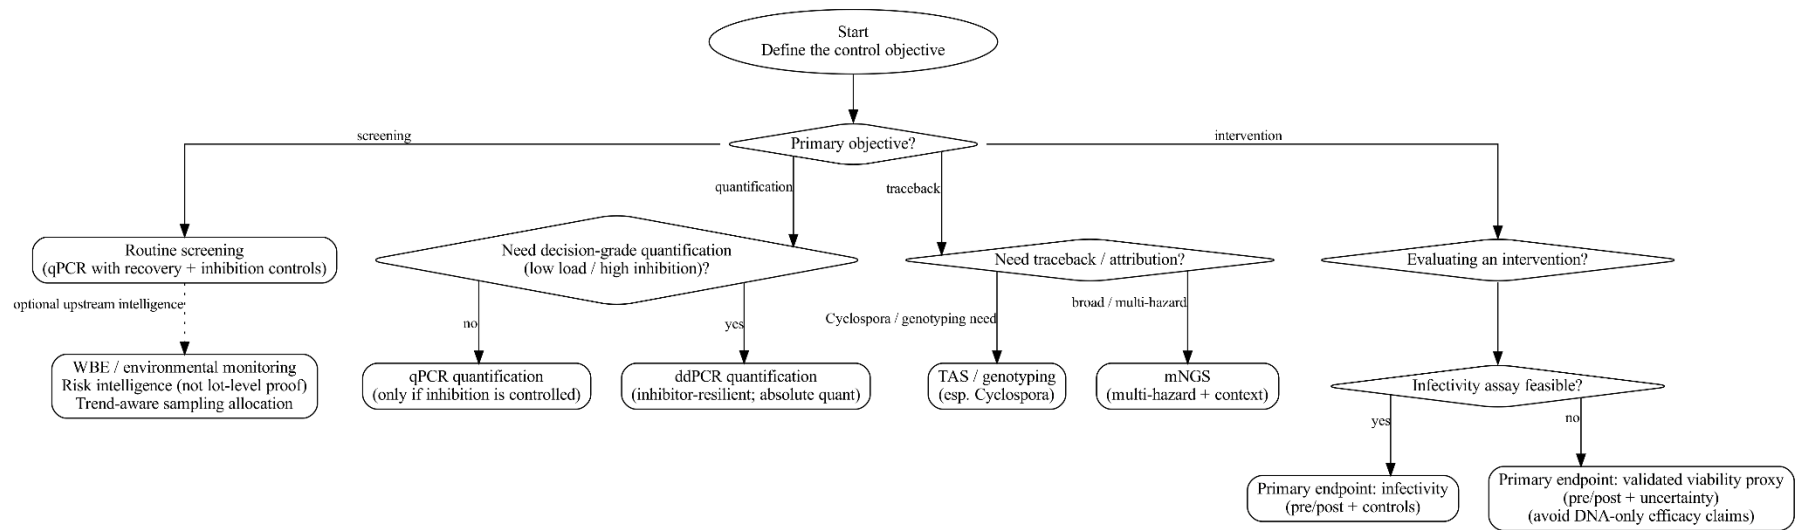 Start
Define the control objective
screening
Primary objective?
intervention
quantification
traceback
Routine screening
(qPCR with recovery + inhibition controls)
Need decision-grade quantification
(low load / high inhibition)?
Need traceback / attribution?
Evaluating an intervention?
optional upstream intelligence
no
yes
Cyclospora / genotyping need
broad / multi-hazard
WBE / environmental monitoring
Risk intelligence (not lot-level proof)
Trend-aware sampling allocation
qPCR quantification
(only if inhibition is controlled)
ddPCR quantification
(inhibitor-resilient; absolute quant)
TAS / genotyping
(esp. Cyclospora)
mNGS
(multi-hazard + context)
Infectivity assay feasible?
yes
no
Primary endpoint: infectivity
(pre/post + controls)
Primary endpoint: validated viability proxy
(pre/post + uncertainty)
(avoid DNA-only efficacy claims)